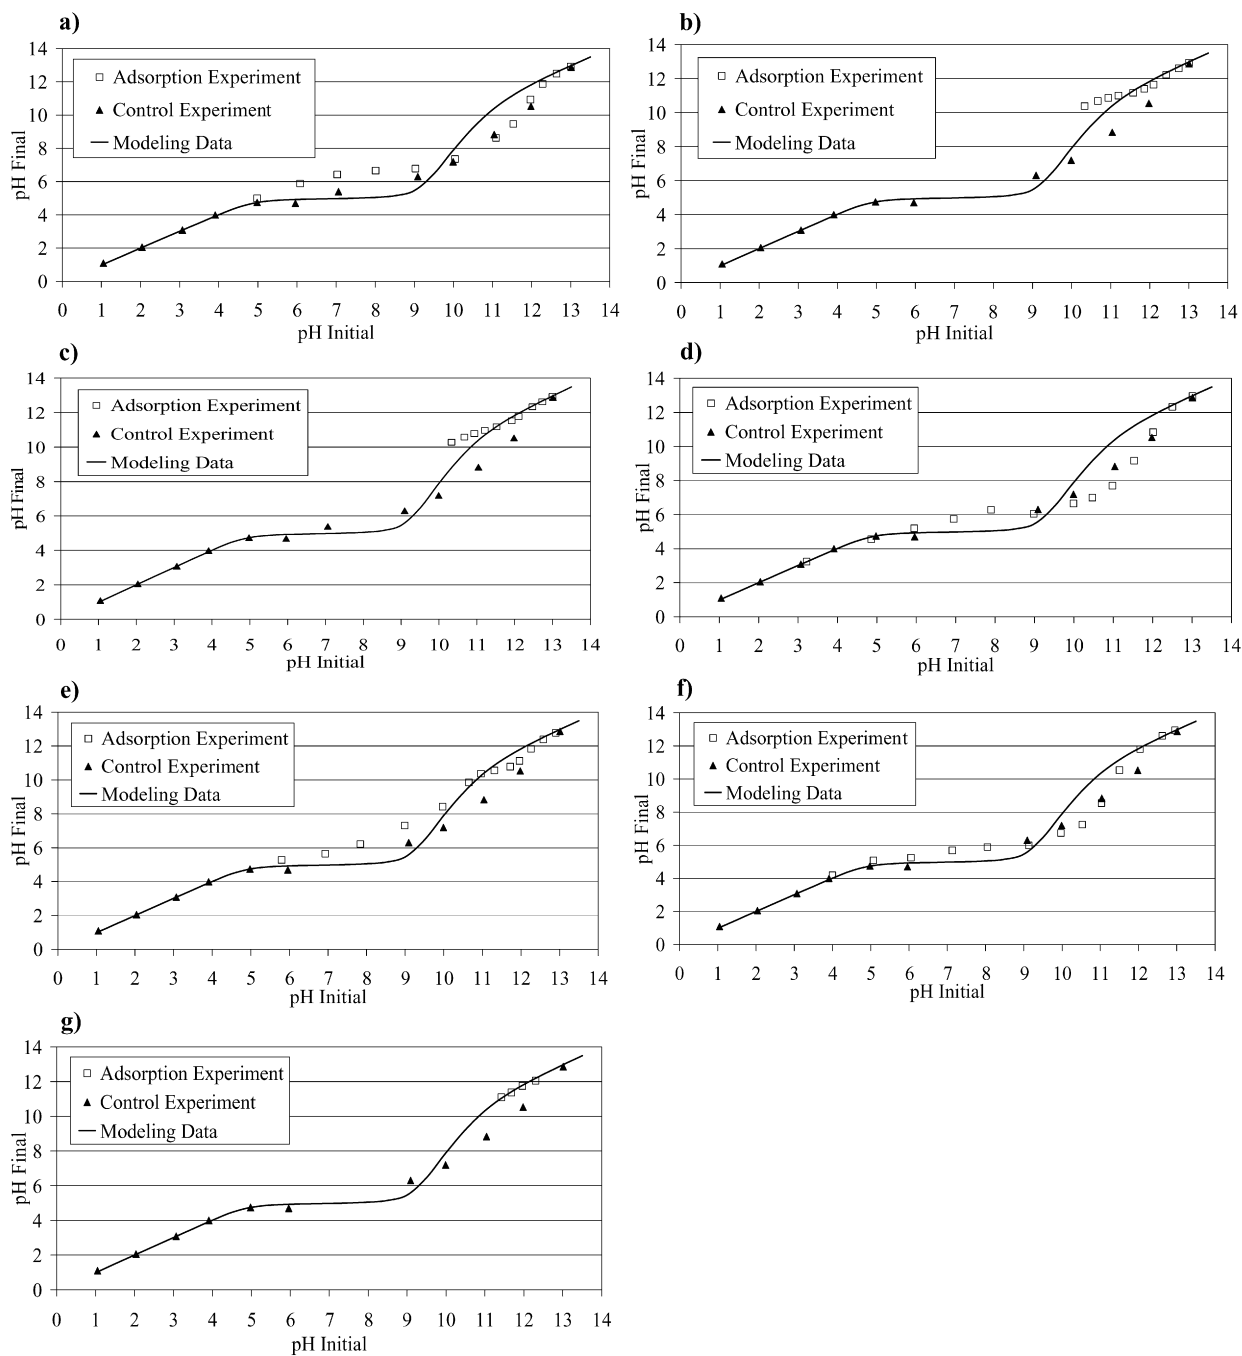 a)
14
12
10
8
6
4
2
0
pH Final
Adsorption Experiment
Control Experiment
Modeling Data
0 1 2 3 4 5 6 7 8 9 10 11 12 13 14
pH Initial
b)
14
12
10
8
6
4
2
0
pH Final
Adsorption Experiment
Control Experiment
Modeling Data
0 1 2 3 4 5 6 7 8 9 10 11 12 13 14
pH Initial
c)
14
12
10
8
6
4
2
0
pH Final
Adsorption Experiment
Control Experiment
Modeling Data
0 1 2 3 4 5 6 7 8 9 10 11 12 13 14
pH Initial
d)
14
12
10
8
6
4
2
0
pH Final
Adsorption Experiment
Control Experiment
Modeling Data
0 1 2 3 4 5 6 7 8 9 10 11 12 13 14
pH Initial
e)
14
12
10
8
6
4
2
0
pH Final
Adsorption Experiment
Control Experiment
Modeling Data
0 1 2 3 4 5 6 7 8 9 10 11 12 13 14
pH Initial
f)
14
12
10
8
6
4
2
0
pH Final
Adsorption Experiment
Control Experiment
Modeling Data
0 1 2 3 4 5 6 7 8 9 10 11 12 13 14
pH Initial
g)
14
12
10
8
6
4
2
0
pH Final
Adsorption Experiment
Control Experiment
Modeling Data
0 1 2 3 4 5 6 7 8 9 10 11 12 13 14
pH Initial